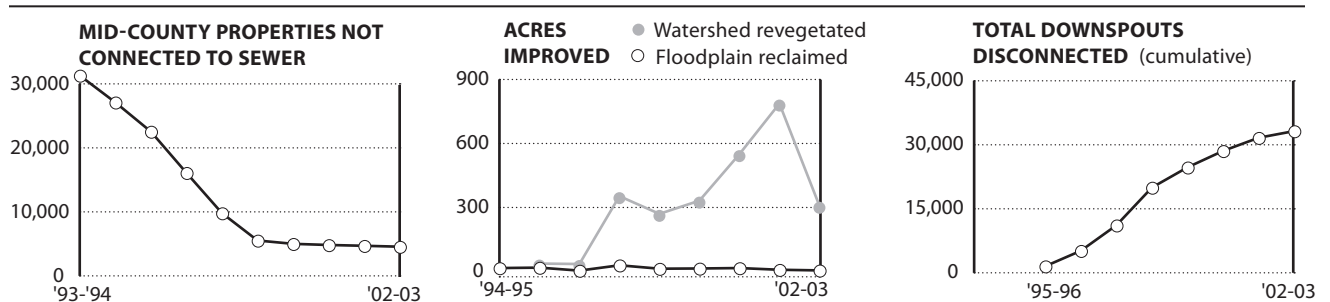 MID-COUNTY PROPERTIES NOT
CONNECTED TO SEWER
30,000
20,000
10,000
0
'93-'94
'02-03
ACRES
IMPROVED
Watershed revegetated
Floodplain reclaimed
900
600
300
0
'94-95
'02-03
TOTAL DOWNSPOUTS
DISCONNECTED (cumulative)
45,000
30,000
15,000
0
'95-96
'02-03